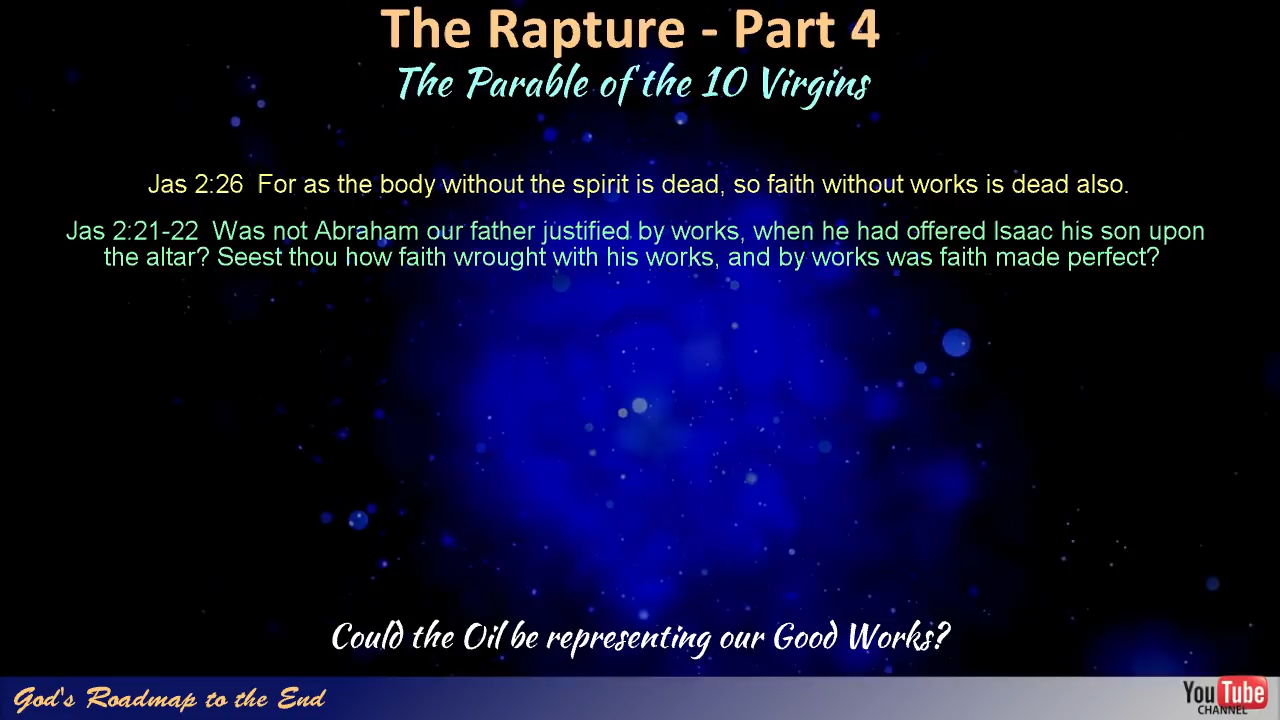 The Rapture - Part 4
The Parable of the 10 Virgins
Jas 2:26  For as the body without the spirit is dead, so faith without works is dead also.
Jas 2:21-22  Was not Abraham our father justified by works, when he had offered Isaac his son upon
the altar? Seest thou how faith wrought with his works, and by works was faith made perfect?
Could the Oil be representing our Good Works?
God's Roadmap to the End
YouTube
CHANNEL